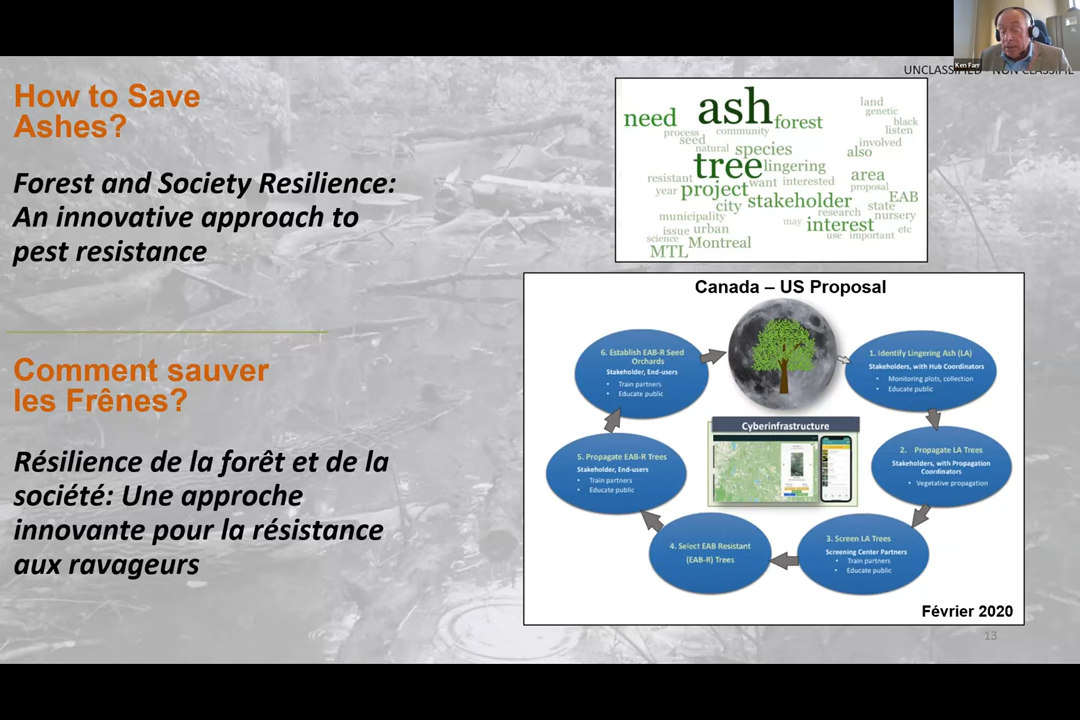 Ken Farr
UNCLASSIFIED - NON CLASSIFIÉ
How to Save
Ashes?
Forest and Society Resilience:
An innovative approach to
pest resistance
Comment sauver
les Frênes?
Résilience de la forêt et de la
société: Une approche
innovante pour la résistance
aux ravageurs
need ash forest land
genetic
process community black
seed listen
natural species involved
also
tree lingering
resistant area
year project want interested proposal
city stakeholder EAB
state
municipality research nursery
may interest etc
issue urban
science use important
MTL Montreal
Canada – US Proposal
1. Identify Lingering Ash (LA)
Stakeholders, with Hub Coordinators
• Monitoring plots, collection
• Educate public
2. Propagate LA Trees
Stakeholders, with Propagation
Coordinators
• Vegetative propagation
3. Screen LA Trees
Screening Center Partners
• Train partners
• Educate public
4. Select EAB Resistant
(EAB-R) Trees
5. Propagate EAB-R Trees
Stakeholder, End-users
• Train partners
• Educate public
6. Establish EAB-R Seed
Orchards
Stakeholder, End-users
• Train partners
• Educate public
Cyberinfrastructure
Février 2020
13